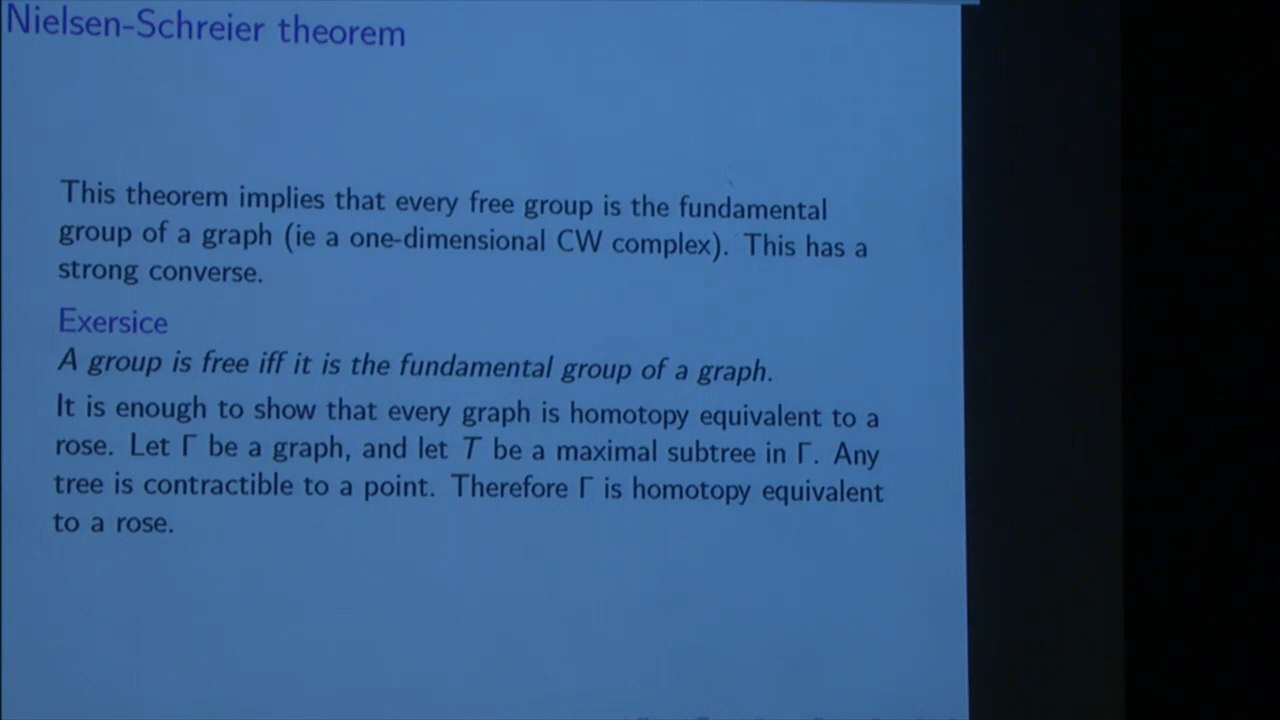 Nielsen-Schreier theorem
This theorem implies that every free group is the fundamental
group of a graph (ie a one-dimensional CW complex). This has a
strong converse.
Exersice
A group is free iff it is the fundamental group of a graph.
It is enough to show that every graph is homotopy equivalent to a
rose. Let Γ be a graph, and let T be a maximal subtree in Γ. Any
tree is contractible to a point. Therefore Γ is homotopy equivalent
to a rose.